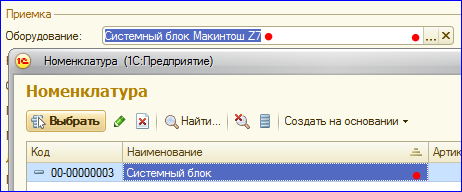 Приемка
Оборудование: Системный блок Макинтош Z7 ... X
Номенклатура (1С:Предприятие)
Номенклатура
Выбрать Найти... Создать на основании
Код Наименование Артик
00-00000003 Системный блок